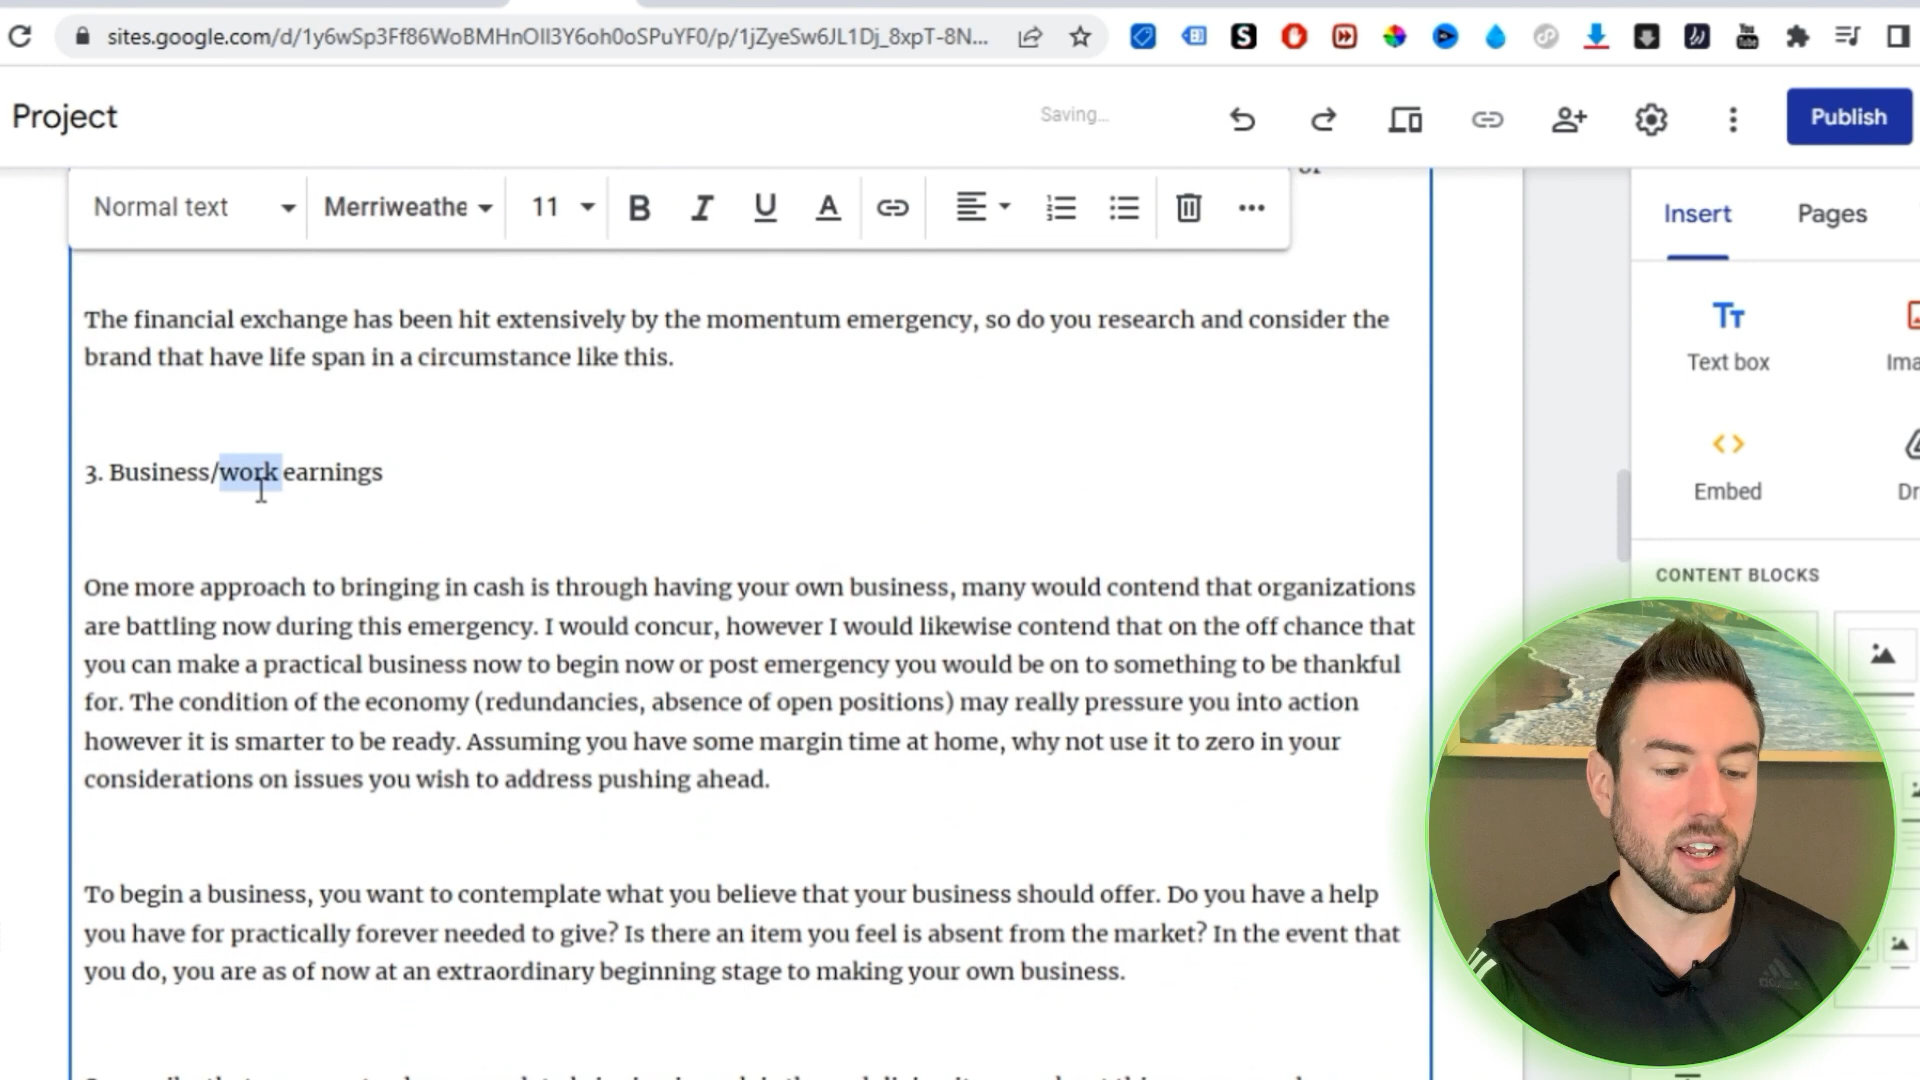 sites.google.com/d/1y6wSp3Ff86WoBMHnOIl3Y6oh0oSPuYF0/p/1jZyeSw6JL1Dj_8xpT-8N...
Project
Saving...
Publish
Normal text
Merriweathe
11
B I U A
Insert
Pages
The financial exchange has been hit extensively by the momentum emergency, so do you research and consider the
brand that have life span in a circumstance like this.
Text box
Embed
3. Business/work earnings
CONTENT BLOCKS
One more approach to bringing in cash is through having your own business, many would contend that organizations
are battling now during this emergency. I would concur, however I would likewise contend that on the off chance that
you can make a practical business now to begin now or post emergency you would be on to something to be thankful
for. The condition of the economy (redundancies, absence of open positions) may really pressure you into action
however it is smarter to be ready. Assuming you have some margin time at home, why not use it to zero in your
considerations on issues you wish to address pushing ahead.
To begin a business, you want to contemplate what you believe that your business should offer. Do you have a help
you have for practically forever needed to give? Is there an item you feel is absent from the market? In the event that
you do, you are as of now at an extraordinary beginning stage to making your own business.